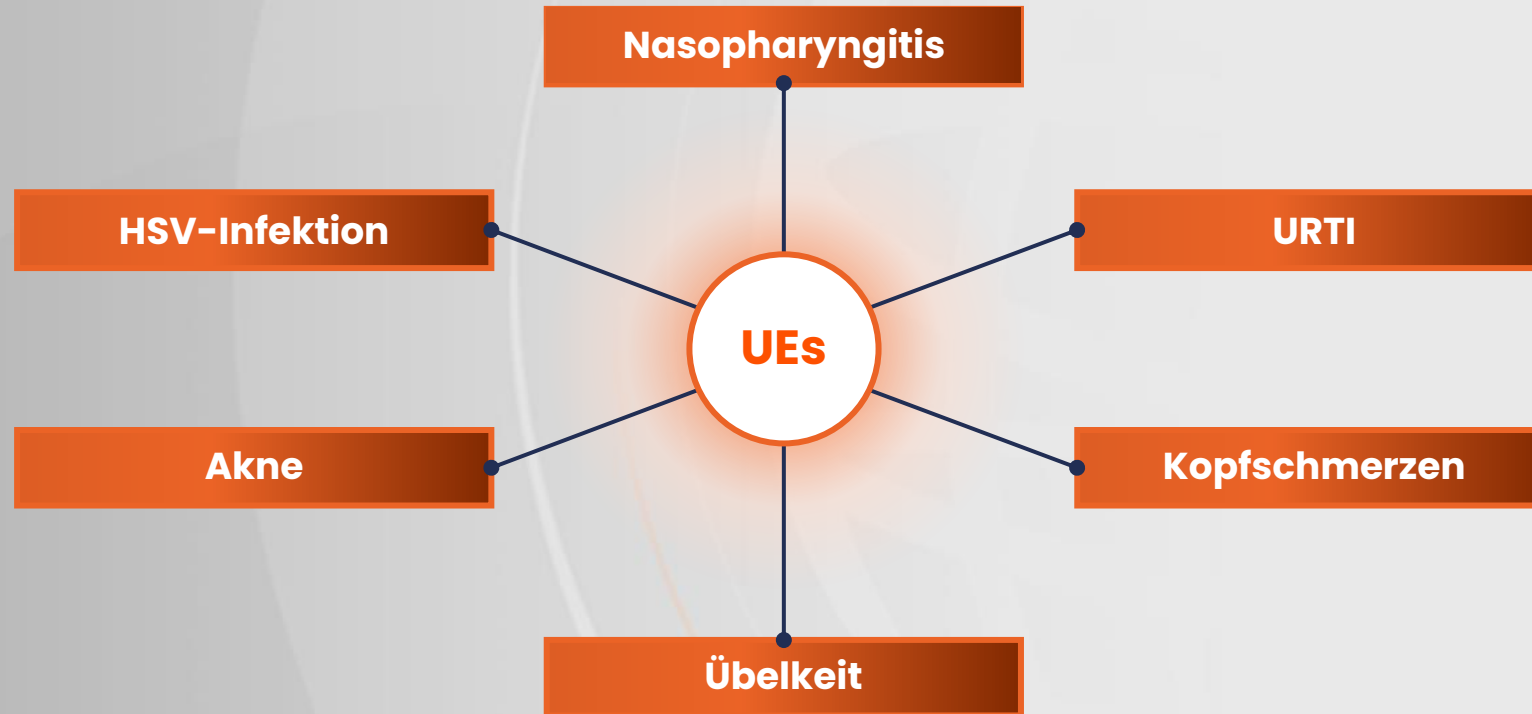 Nasopharyngitis
HSV-Infektion
URTI
UEs
Akne
Kopfschmerzen
Übelkeit